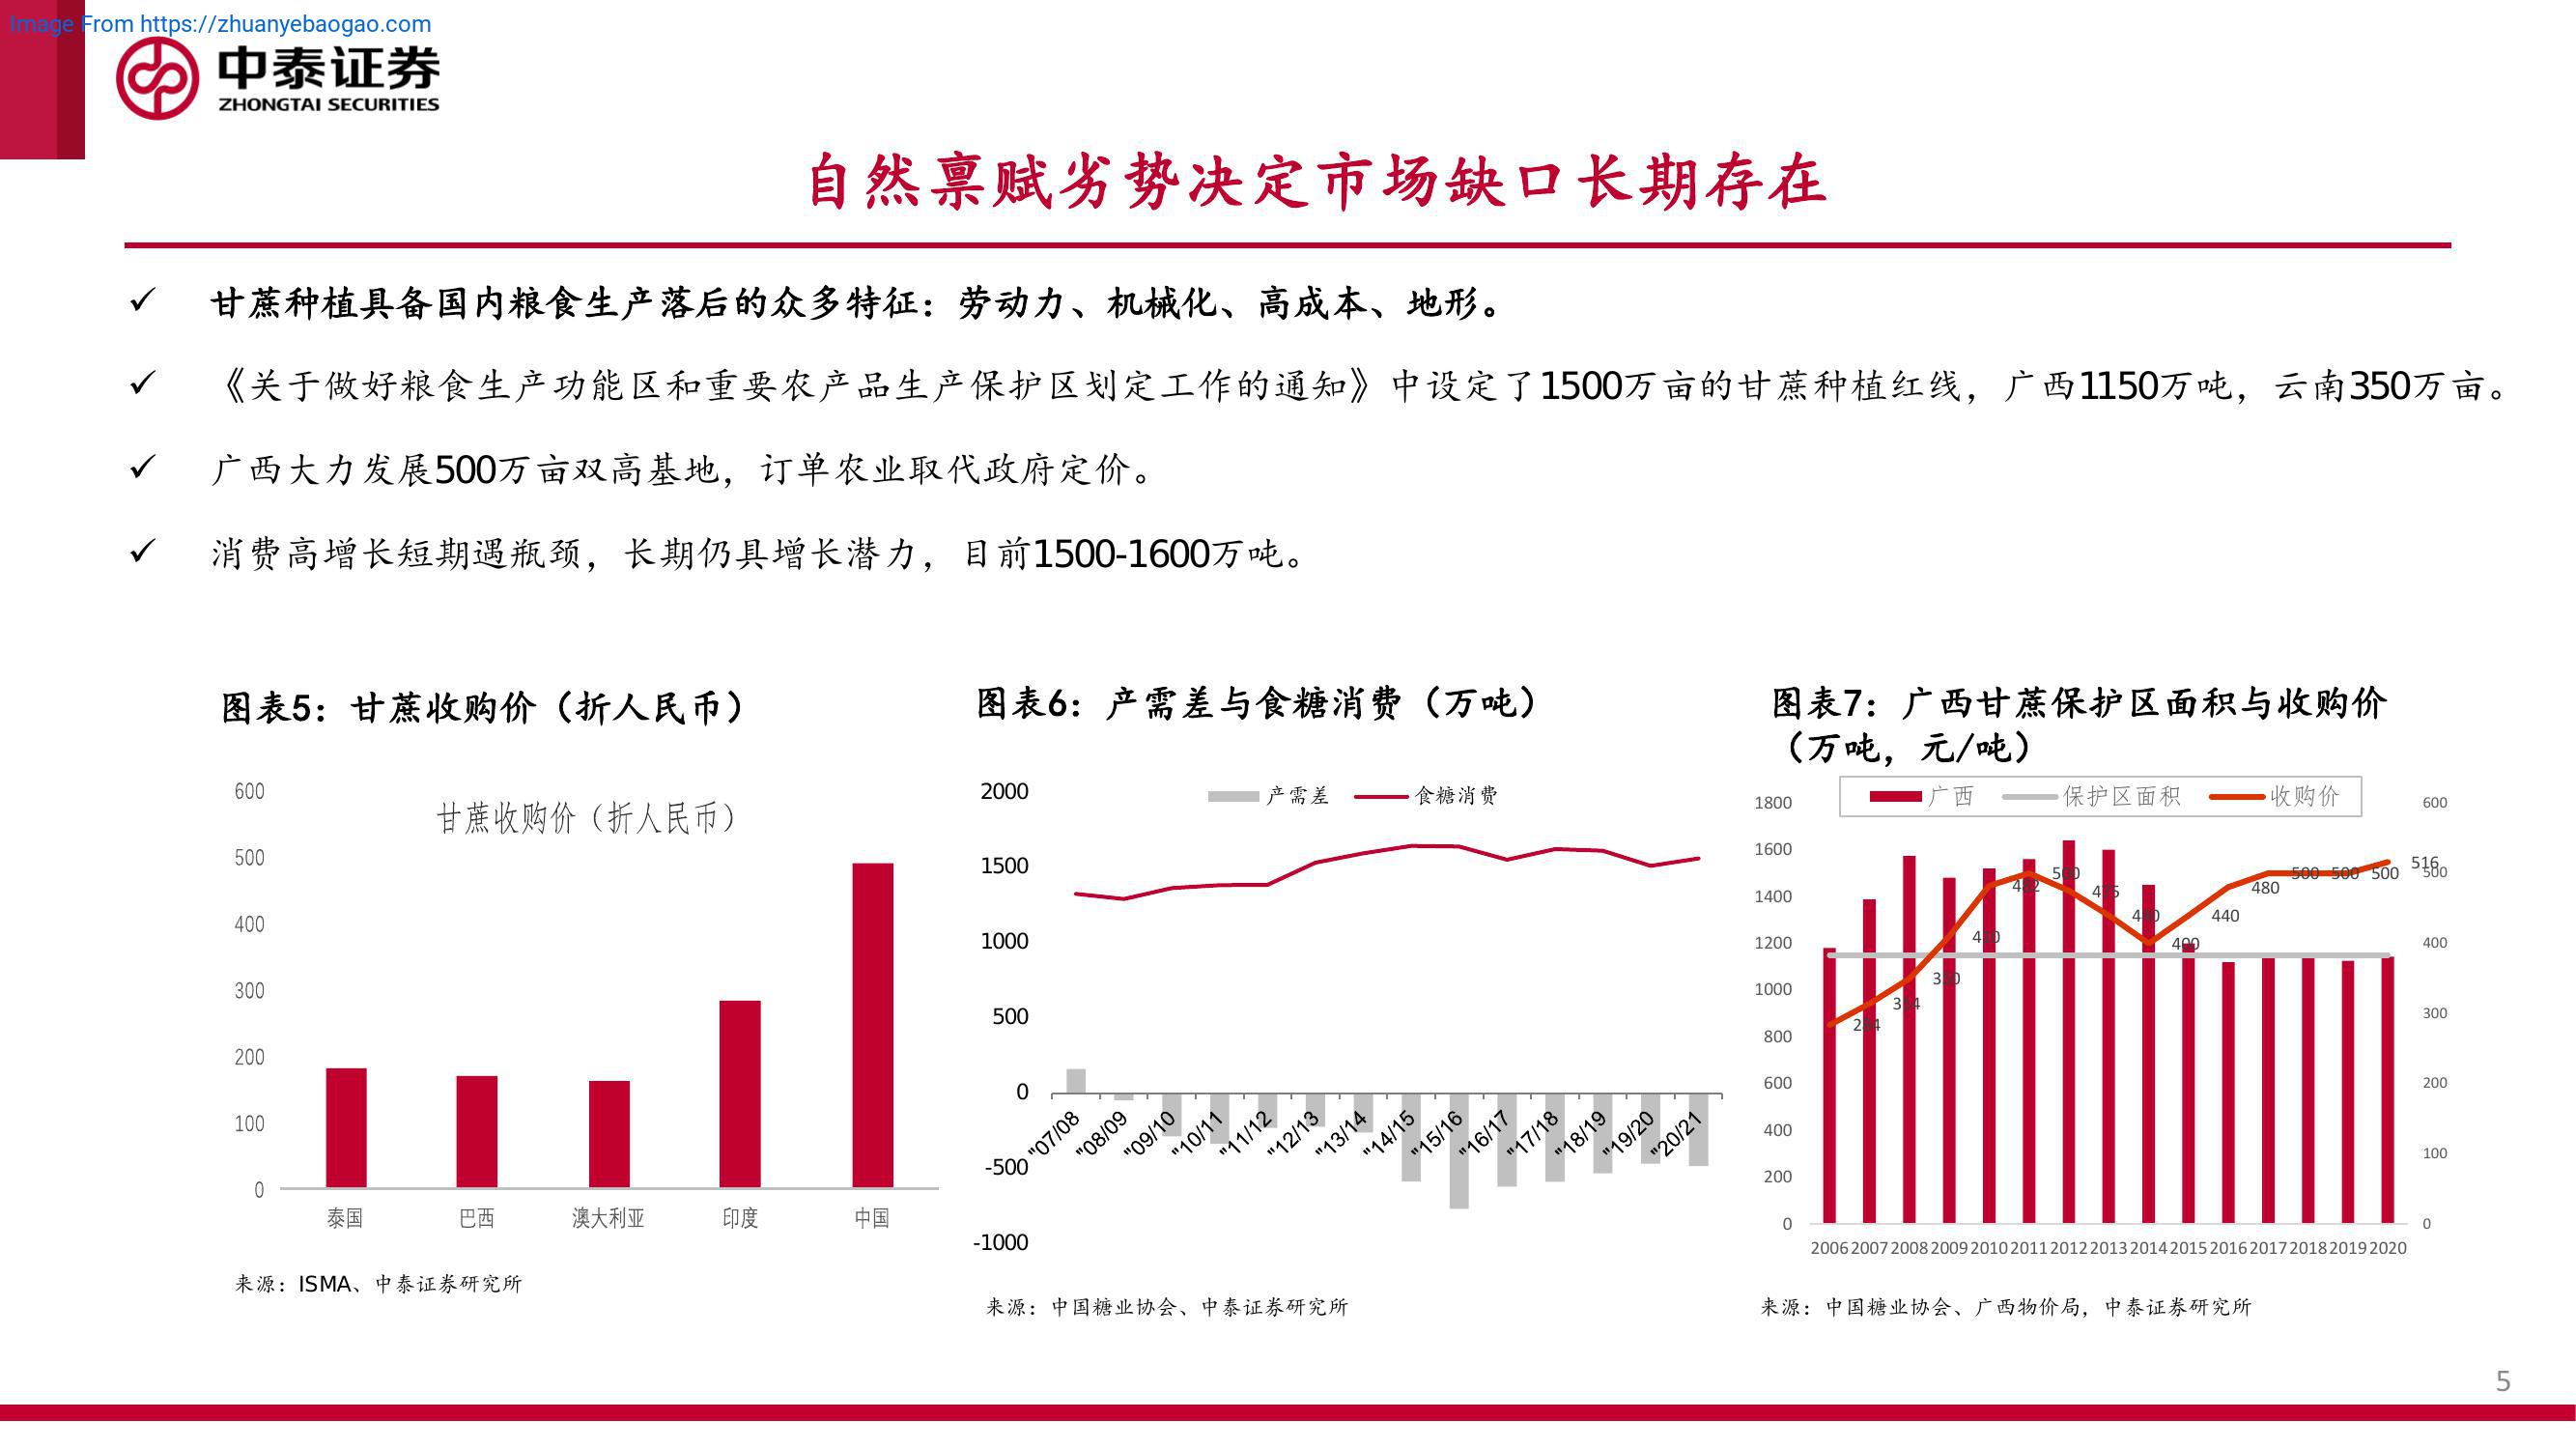 Image From https://zhuanyebaogao.com
中泰证券
ZHONGTAI SECURITIES
自然禀赋劣势决定市场缺口长期存在
✓ 甘蔗种植具备国内粮食生产落后的众多特征：劳动力、机械化、高成本、地形。
✓ 《关于做好粮食生产功能区和重要农产品生产保护区划定工作的通知》中设定了1500万亩的甘蔗种植红线，广西1150万吨，云南350万亩。
✓ 广西大力发展500万亩双高基地，订单农业取代政府定价。
✓ 消费高增长短期遇瓶颈，长期仍具增长潜力，目前1500-1600万吨。
图表5：甘蔗收购价（折人民币）
甘蔗收购价（折人民币）
600
500
400
300
200
100
0
泰国 巴西 澳大利亚 印度 中国
来源：ISMA、中泰证券研究所
图表6：产需差与食糖消费（万吨）
产需差 食糖消费
2000
1500
1000
500
0
-500
-1000
"07/08 "08/09 "09/10 "10/11 "11/12 "12/13 "13/14 "14/15 "15/16 "16/17 "17/18 "18/19 "19/20 "20/21
来源：中国糖业协会、中泰证券研究所
图表7：广西甘蔗保护区面积与收购价
（万吨，元/吨）
广西 保护区面积 收购价
1800
1600
1400
1200
1000
800
600
400
200
0
600
500
400
300
200
100
0
284 314 350 410 482 500 475 440 400 440 480 500 500 500 516
2006 2007 2008 2009 2010 2011 2012 2013 2014 2015 2016 2017 2018 2019 2020
来源：中国糖业协会、广西物价局，中泰证券研究所
5